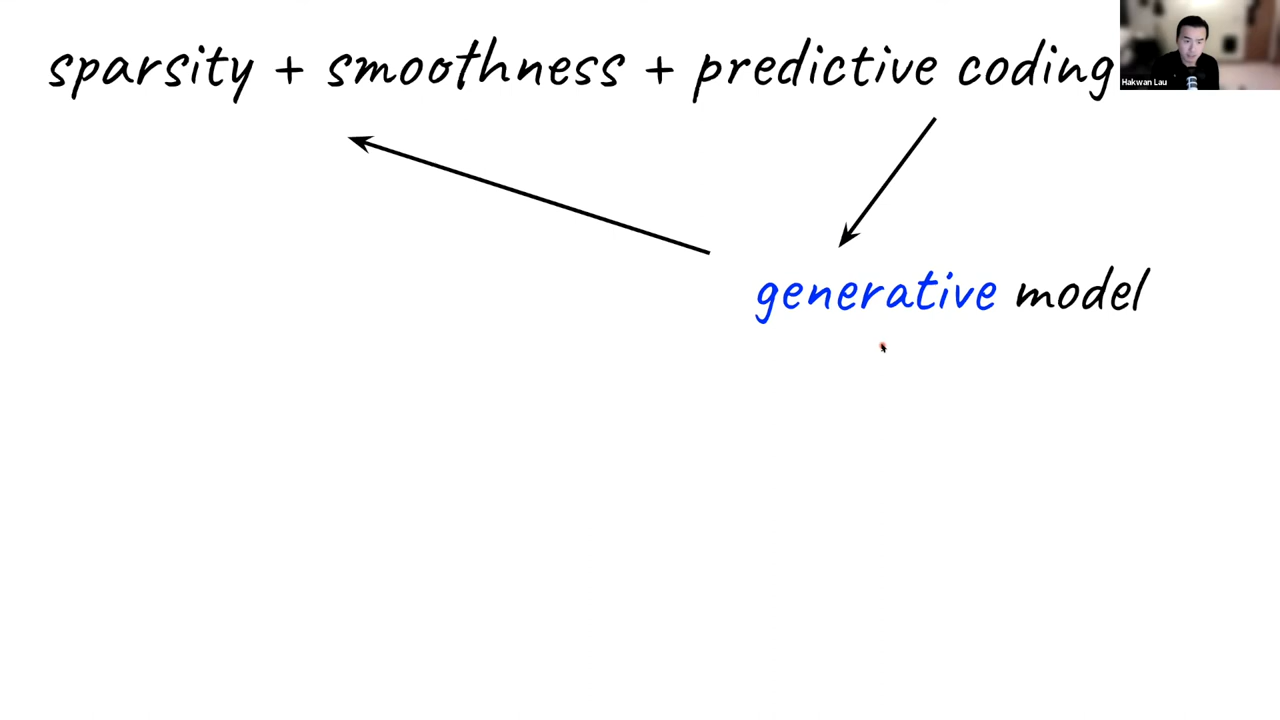 sparsity + smoothness + predictive coding
Hakwan Lau
generative model